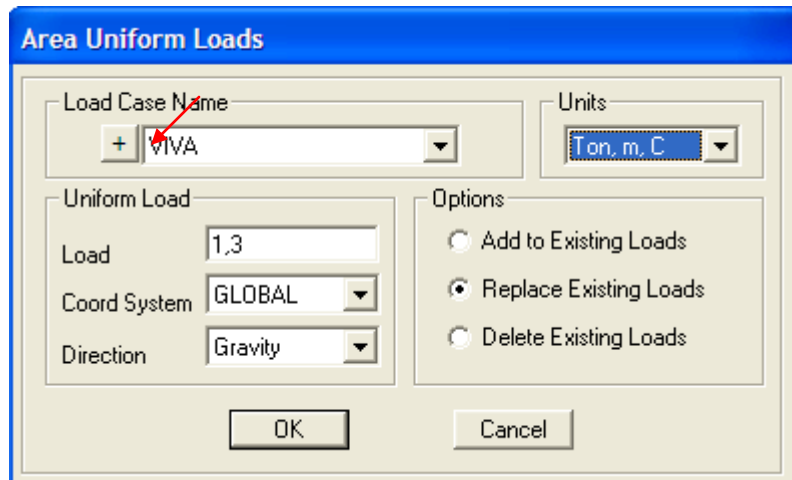 Area Uniform Loads
Load Case Name
+ VIVA
Units
Ton, m, C
Uniform Load
Load 1,3
Coord System GLOBAL
Direction Gravity
Options
Add to Existing Loads
Replace Existing Loads
Delete Existing Loads
OK Cancel